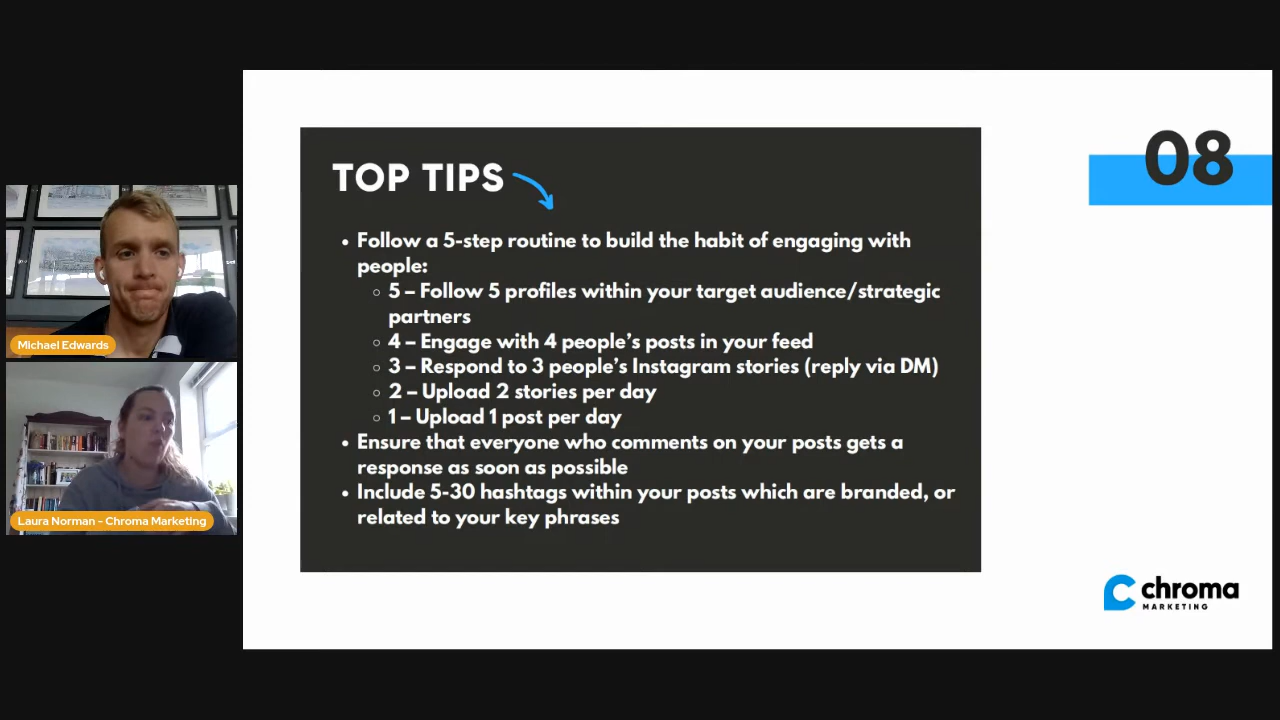 TOP TIPS
08
• Follow a 5-step routine to build the habit of engaging with
people:
○ 5 – Follow 5 profiles within your target audience/strategic
partners
○ 4 – Engage with 4 people’s posts in your feed
○ 3 – Respond to 3 people’s Instagram stories (reply via DM)
○ 2 – Upload 2 stories per day
○ 1 – Upload 1 post per day
• Ensure that everyone who comments on your posts gets a
response as soon as possible
• Include 5-30 hashtags within your posts which are branded, or
related to your key phrases
Michael Edwards
Laura Norman - Chroma Marketing
chroma
MARKETING